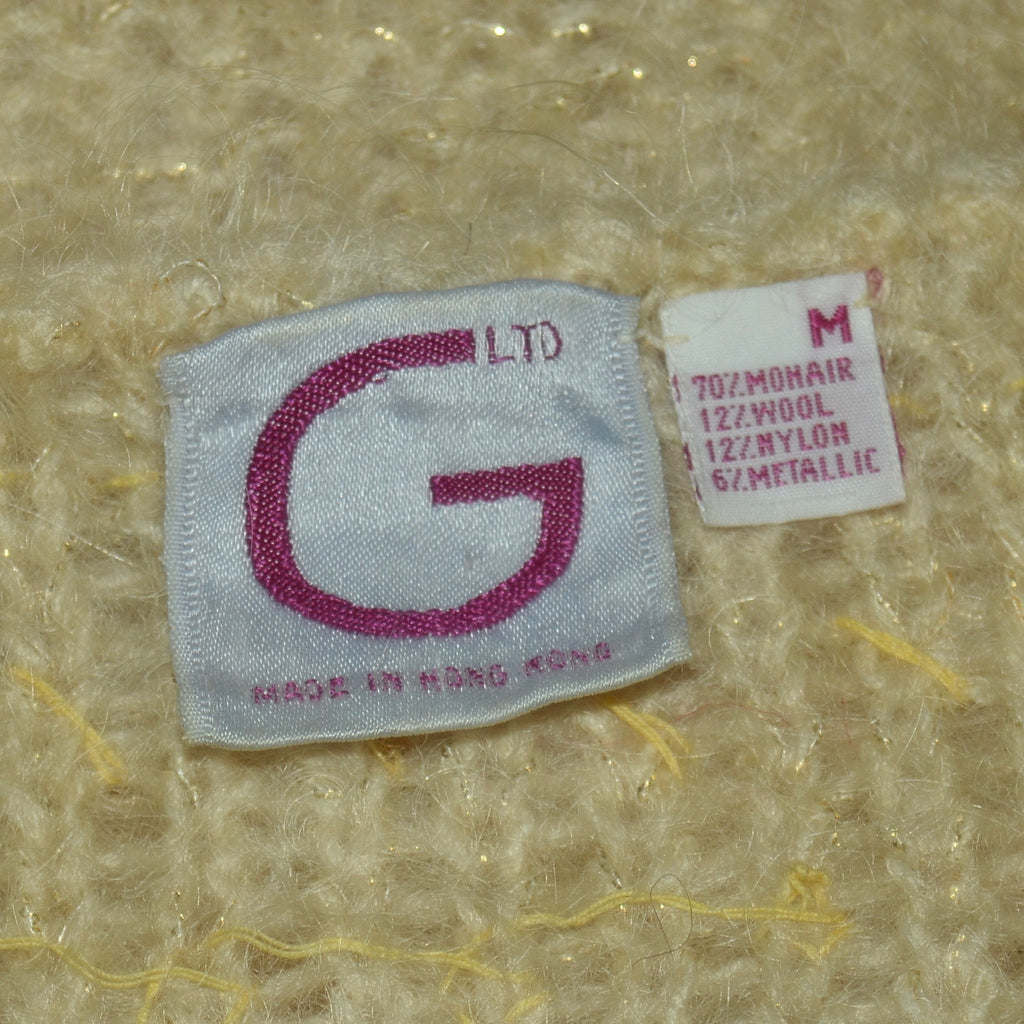 G LTD
MADE IN HONG KONG
M
70% MOHAIR
12% WOOL
12% NYLON
6% METALLIC